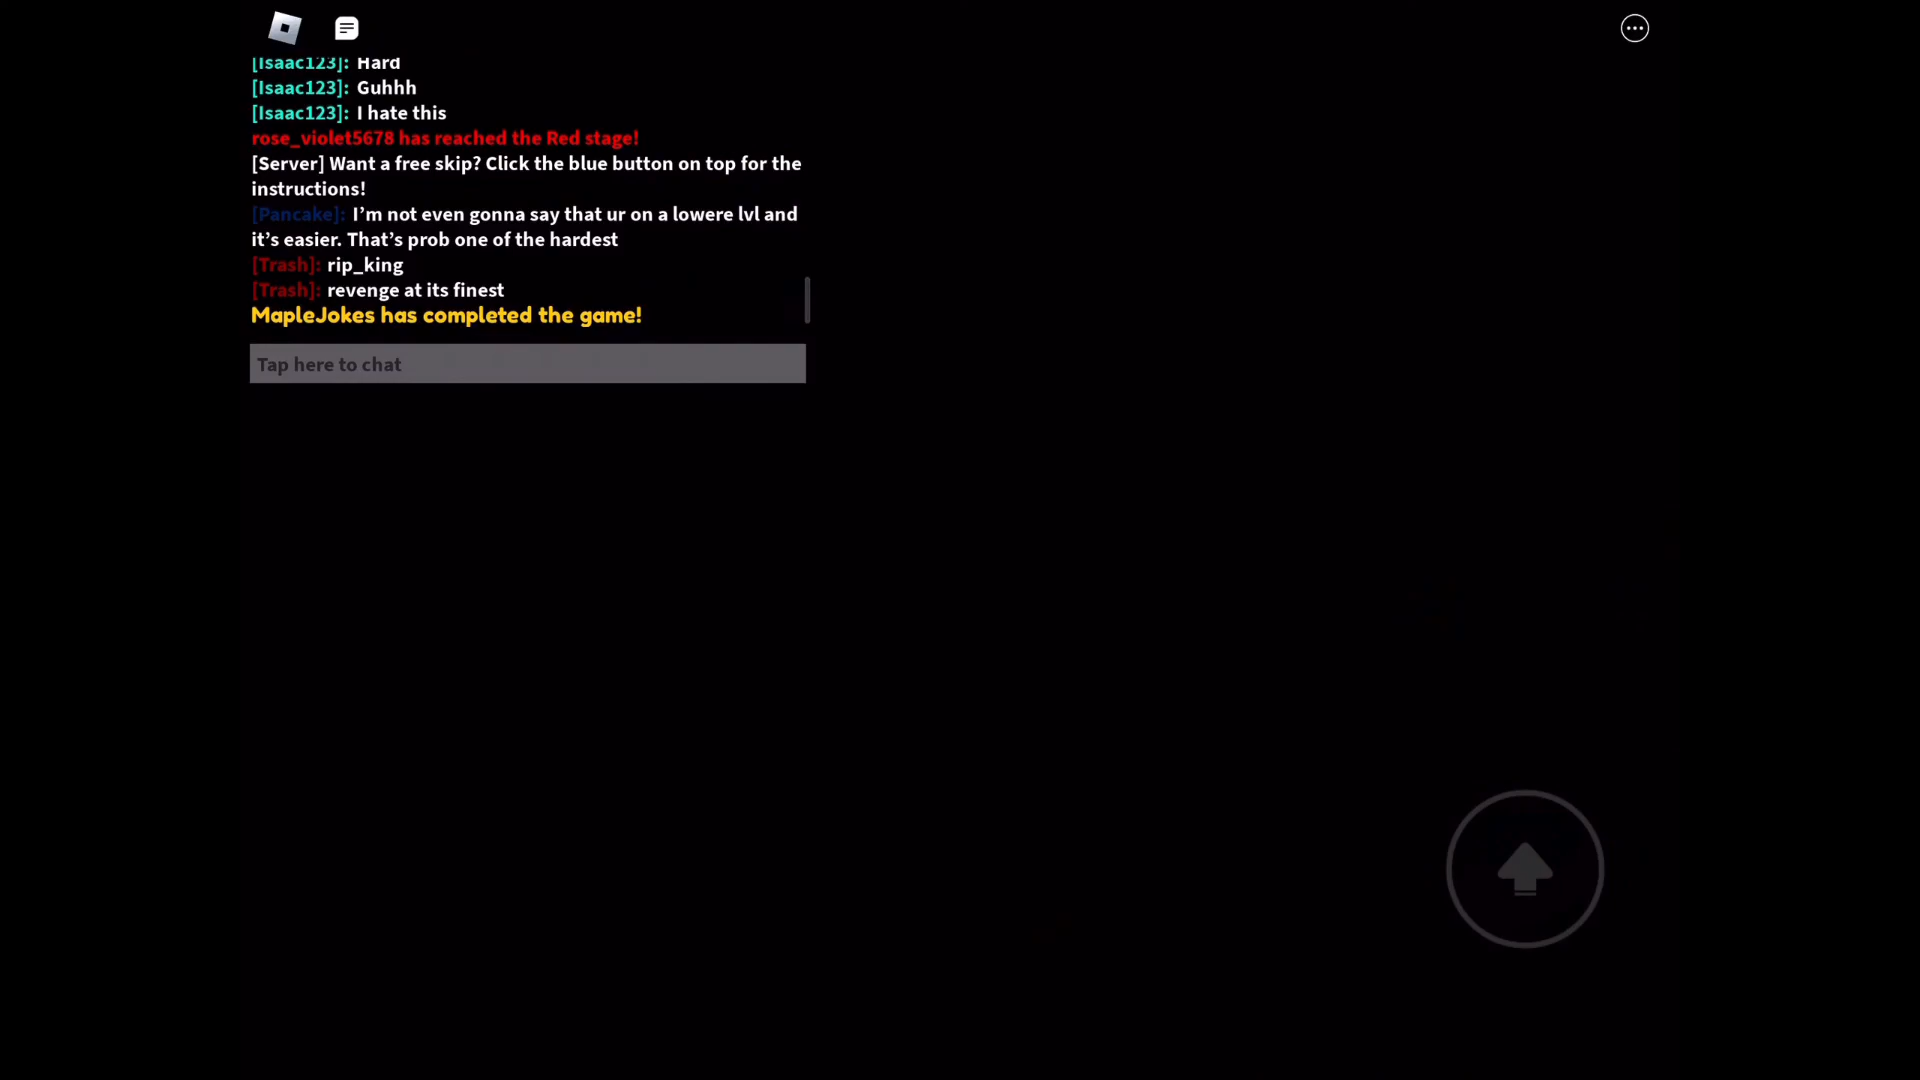 [Isaac123]: Hard
[Isaac123]: Guhhh
[Isaac123]: I hate this
rose_violet5678 has reached the Red stage!
[Server] Want a free skip? Click the blue button on top for the
instructions!
[Pancake]: I’m not even gonna say that ur on a lowere lvl and
it’s easier. That’s prob one of the hardest
[Trash]: rip_king
[Trash]: revenge at its finest
MapleJokes has completed the game!
Tap here to chat